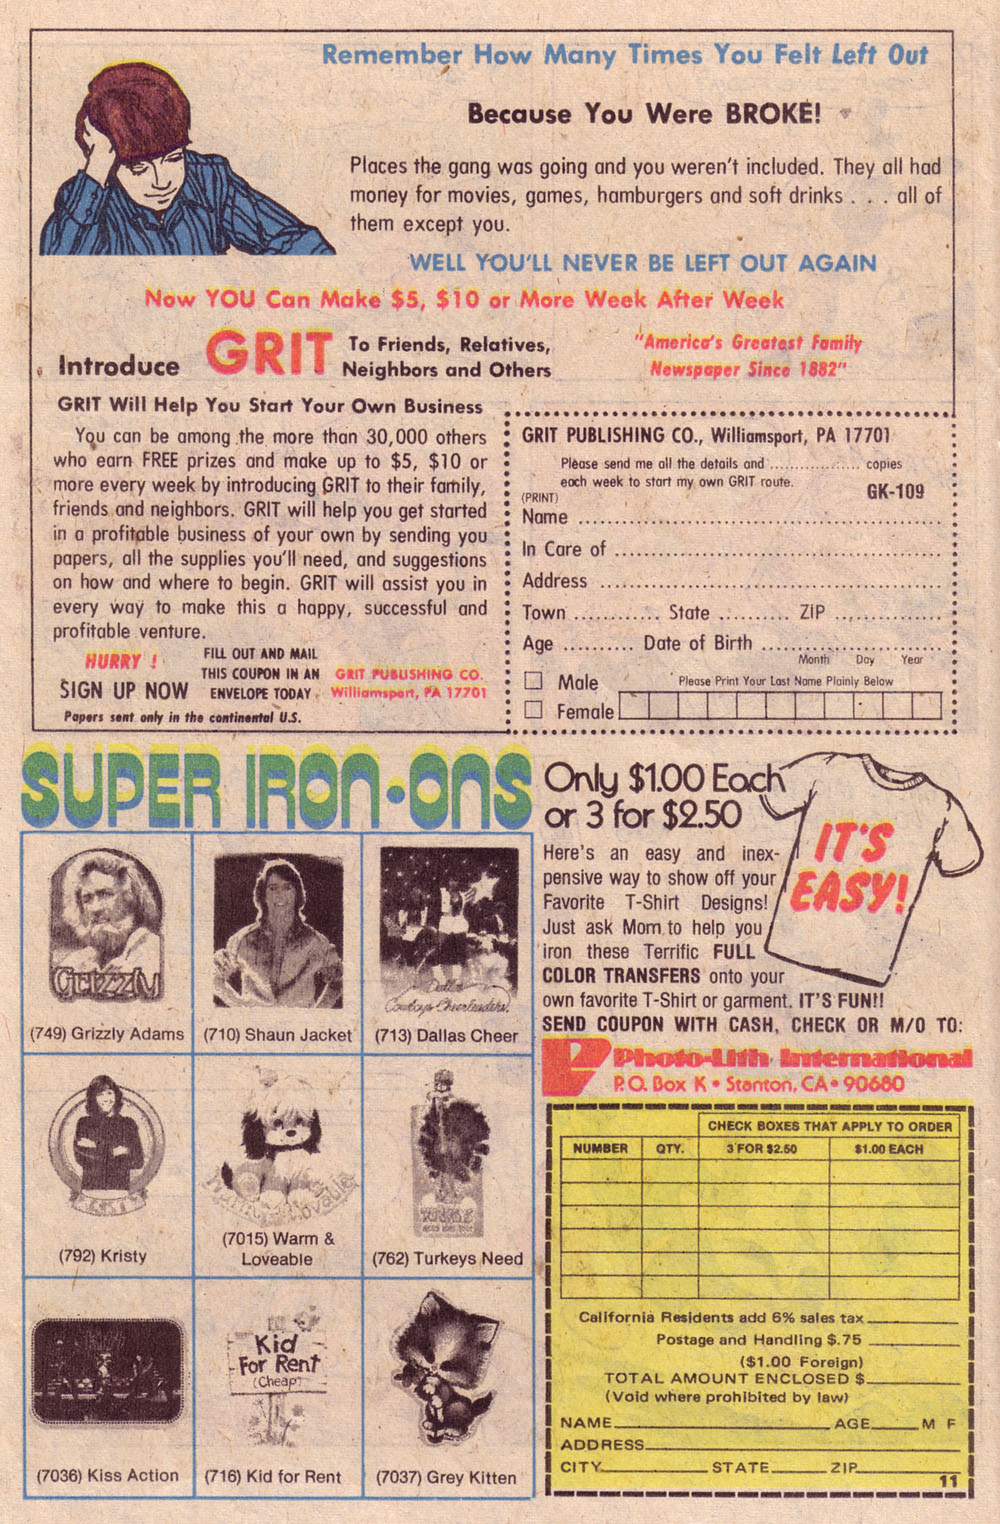 Remember How Many Times You Felt Left Out
Because You Were BROKE!
Places the gang was going and you weren't included. They all had
money for movies, games, hamburgers and soft drinks . . . all of
them except you.
WELL YOU'LL NEVER BE LEFT OUT AGAIN
Now YOU Can Make $5, $10 or More Week After Week
Introduce GRIT To Friends, Relatives,
Neighbors and Others
"America's Greatest Family
Newspaper Since 1882"
GRIT Will Help You Start Your Own Business
You can be among the more than 30,000 others
who earn FREE prizes and make up to $5, $10 or
more every week by introducing GRIT to their family,
friends and neighbors. GRIT will help you get started
in a profitable business of your own by sending you
papers, all the supplies you'll need, and suggestions
on how and where to begin. GRIT will assist you in
every way to make this a happy, successful and
profitable venture.
HURRY !
SIGN UP NOW
FILL OUT AND MAIL
THIS COUPON IN AN
ENVELOPE TODAY
GRIT PUBLISHING CO.
Williamsport, PA 17701
Papers sent only in the continental U.S.
GRIT PUBLISHING CO., Williamsport, PA 17701
Please send me all the details and .................. copies
each week to start my own GRIT route.
GK-109
(PRINT)
Name
In Care of
Address
Town ............ State .......... ZIP
Age .......... Date of Birth
Month Day Year
Male
Please Print Your Last Name Plainly Below
Female
SUPER IRON-ONS
Grizzly
(749) Grizzly Adams
(710) Shaun Jacket
Cowboys Cheerleaders
(713) Dallas Cheer
(792) Kristy
(7015) Warm &
Loveable
(762) Turkeys Need
(7036) Kiss Action
Kid
For Rent
(Cheap)
(716) Kid for Rent
(7037) Grey Kitten
Only $1.00 Each
or 3 for $2.50
IT'S
EASY!
Here's an easy and inex-
pensive way to show off your
Favorite T-Shirt Designs!
Just ask Mom to help you
iron these Terrific FULL
COLOR TRANSFERS onto your
own favorite T-Shirt or garment. IT'S FUN!!
SEND COUPON WITH CASH, CHECK OR M/O TO:
Photo-Lith International
P.O. Box K • Stanton, CA • 90680
CHECK BOXES THAT APPLY TO ORDER
NUMBER QTY. 3 FOR $2.50 $1.00 EACH
California Residents add 6% sales tax
Postage and Handling $.75
($1.00 Foreign)
TOTAL AMOUNT ENCLOSED $
(Void where prohibited by law)
NAME AGE M F
ADDRESS
CITY STATE ZIP
11